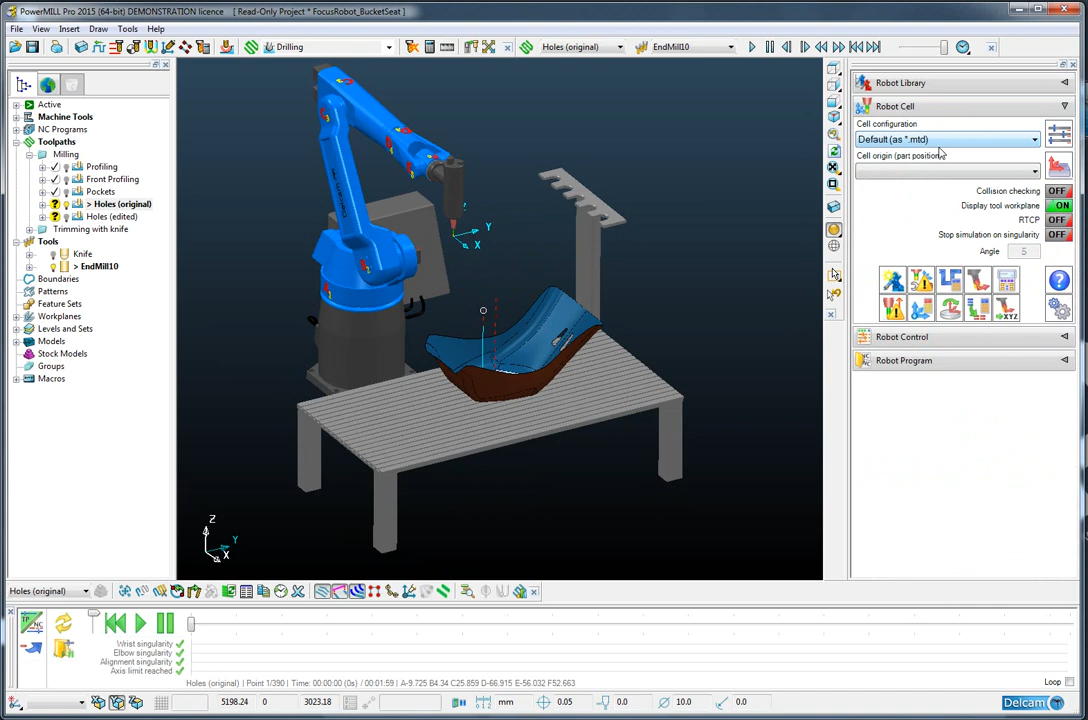 PowerMILL Pro 2015 (64-bit) DEMONSTRATION licence [ Read-Only Project * FocusRobot_BucketSeat ]
File View Insert Draw Tools Help
Drilling Holes (original) EndMill10
Active
Machine Tools
NC Programs
Toolpaths
Milling
Profiling
Front Profiling
Pockets
> Holes (original)
Holes (edited)
Trimming with knife
Tools
Knife
> EndMill10
Boundaries
Patterns
Feature Sets
Workplanes
Levels and Sets
Models
Stock Models
Groups
Macros
Z
Y
X
Z
Y
X
Robot Library
Robot Cell
Cell configuration
Default (as *.mtd)
Cell origin (part position)
Collision checking OFF
Display tool workplane ON
RTCP OFF
Stop simulation on singularity OFF
Angle 5
XYZ
Robot Control
Robot Program
Holes (original)
TP
NC
Wrist singularity
Elbow singularity
Alignment singularity
Axis limit reached
Holes (original) | Point 1/390 | Time: 00:00:00 (0s) / 00:01:59 | A-9.725 B4.34 C25.859 D-66.915 E-56.032 F52.663
Loop
5198.24 0 3023.18 mm 0.05 0.0 10.0 0.0
Delcam